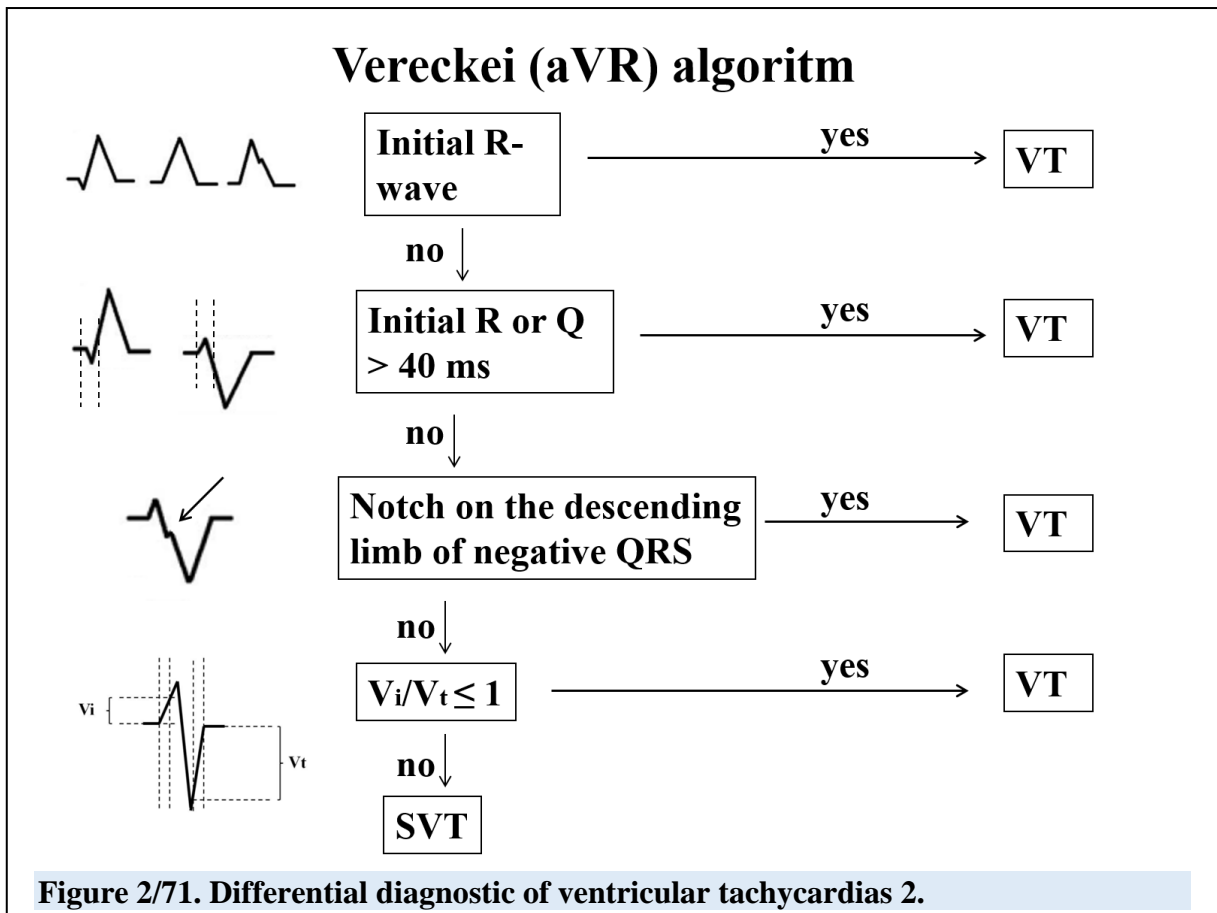 Vereckei (aVR) algoritm
Initial R-
wave
yes
VT
no
Initial R or Q
> 40 ms
yes
VT
no
Notch on the descending
limb of negative QRS
yes
VT
no
Vi
Vt
Vi/Vt ≤ 1
yes
VT
no
SVT
Figure 2/71. Differential diagnostic of ventricular tachycardias 2.